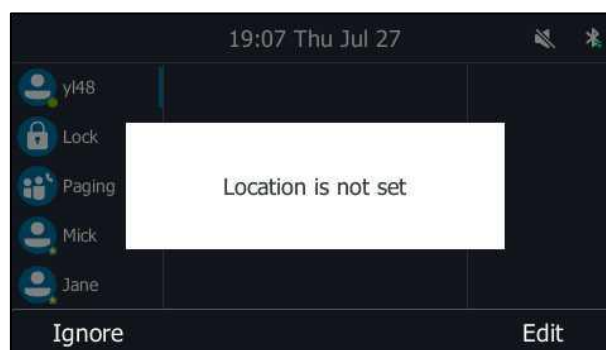 19:07 Thu Jul 27
yl48
Lock
Paging
Mick
Jane
Location is not set
Ignore Edit